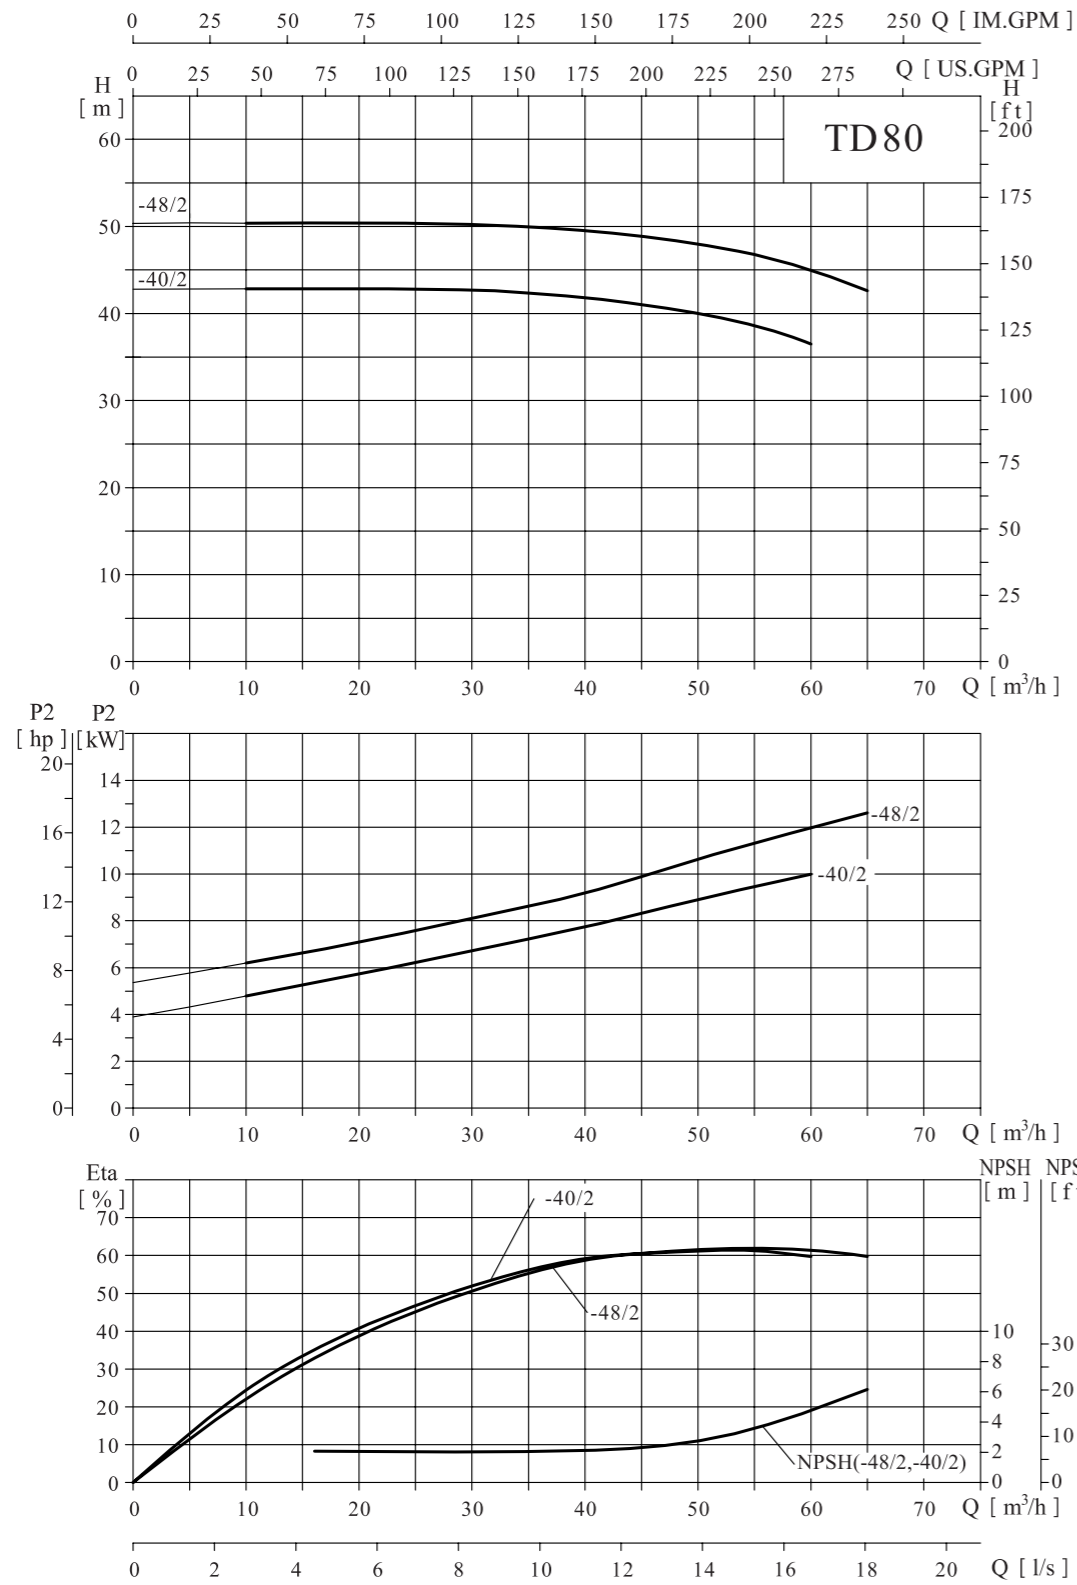 0 25 50 75 100 125 150 175 200 220 250 Q [ IM.GPM ]
0 25 50 75 100 125 150 175 200 225 250 275 Q [ US.GPM ]
H
[ m ]
H
[ft]
TD80
60
50
40
30
20
10
0
200
175
150
125
100
75
50
25
0
-48/2
-40/2
0 10 20 30 40 50 60 70 Q [ m³/h ]
P2
[ hp ]
P2
[kW]
20
16
12
8
4
0
14
12
10
8
6
4
2
0
-48/2
-40/2
0 10 20 30 40 50 60 70 Q [ m³/h ]
Eta
[ % ]
NPSH
[ m ]
NPS
[ f
70
60
50
40
30
20
10
0
-40/2
-48/2
10
8
6
4
2
0
30
20
10
0
NPSH(-48/2,-40/2)
0 10 20 30 40 50 60 70 Q [ m³/h ]
0 2 4 6 8 10 12 14 16 18 20 Q [ l/s ]